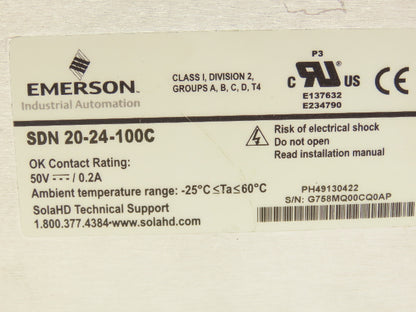 EMERSON
Industrial Automation
CLASS I, DIVISION 2,
GROUPS A, B, C, D, T4
P3
C UR US CE
E137632
E234790
SDN 20-24-100C
Risk of electrical shock
Do not open
Read installation manual
OK Contact Rating:
50V ⎓ / 0.2A
Ambient temperature range: -25°C ≤Ta≤60°C
SolaHD Technical Support
1.800.377.4384-www.solahd.com
PH49130422
S/N: G758MQ00CQ0AP